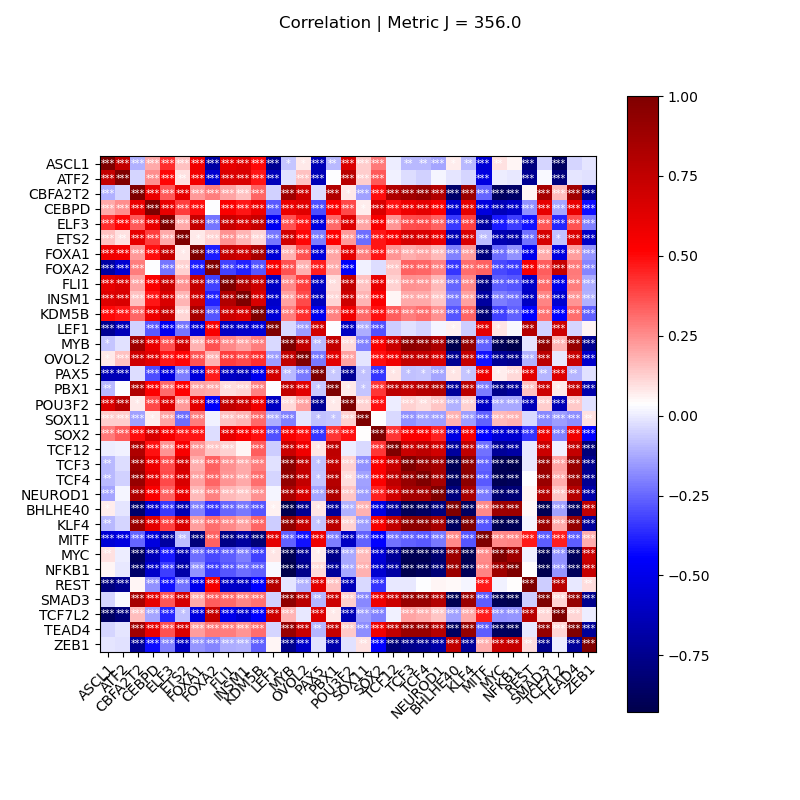 Correlation | Metric J = 356.0
ASCL1
ATF2
CBFA2T2
CEBPD
ELF3
ETS2
FOXA1
FOXA2
FLI1
INSM1
KDM5B
LEF1
MYB
OVOL2
PAX5
PBX1
POU3F2
SOX11
SOX2
TCF12
TCF3
TCF4
NEUROD1
BHLHE40
KLF4
MITF
MYC
NFKB1
REST
SMAD3
TCF7L2
TEAD4
ZEB1
ASCL1
ATF2
CBFA2T2
CEBPD
ELF3
ETS2
FOXA1
FOXA2
FLI1
INSM1
KDM5B
LEF1
MYB
OVOL2
PAX5
PBX1
POU3F2
SOX11
SOX2
TCF12
TCF3
TCF4
NEUROD1
BHLHE40
KLF4
MITF
MYC
NFKB1
REST
SMAD3
TCF7L2
TEAD4
ZEB1
1.00
0.75
0.50
0.25
0.00
−0.25
−0.50
−0.75